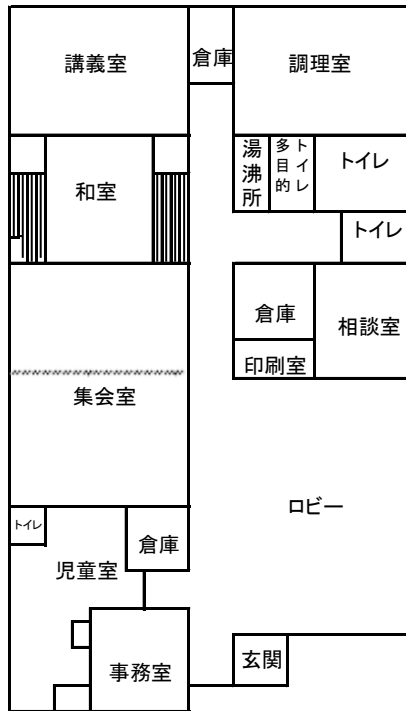 講義室
倉庫
調理室
和室
湯沸所
多目的
トイレ
トイレ
トイレ
倉庫
相談室
印刷室
集会室
ロビー
トイレ
倉庫
児童室
事務室
玄関